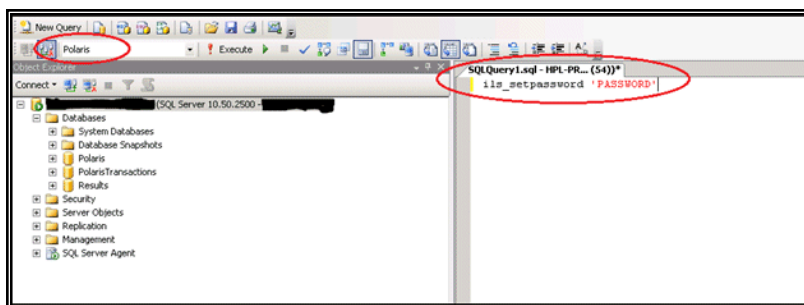 New Query
Polaris
Execute
Object Explorer
Connect
(SQL Server 10.50.2500 -
Databases
System Databases
Database Snapshots
Polaris
PolarisTransactions
Results
Security
Server Objects
Replication
Management
SQL Server Agent
SQLQuery1.sql - HPL-PR... (54))*
ils_setpassword 'PASSWORD'